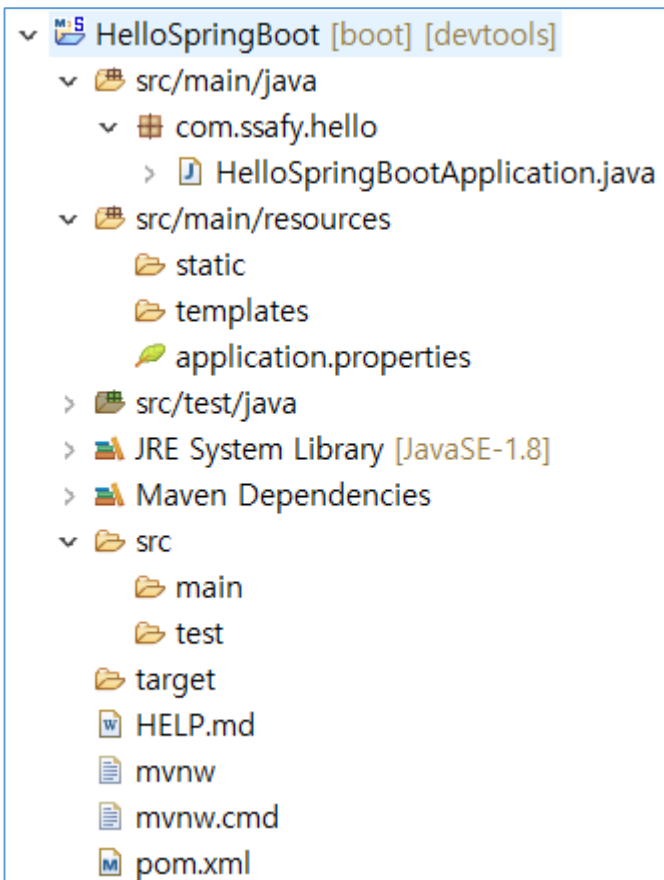 HelloSpringBoot [boot] [devtools]
src/main/java
com.ssafy.hello
HelloSpringBootApplication.java
src/main/resources
static
templates
application.properties
src/test/java
JRE System Library [JavaSE-1.8]
Maven Dependencies
src
main
test
target
HELP.md
mvnw
mvnw.cmd
pom.xml